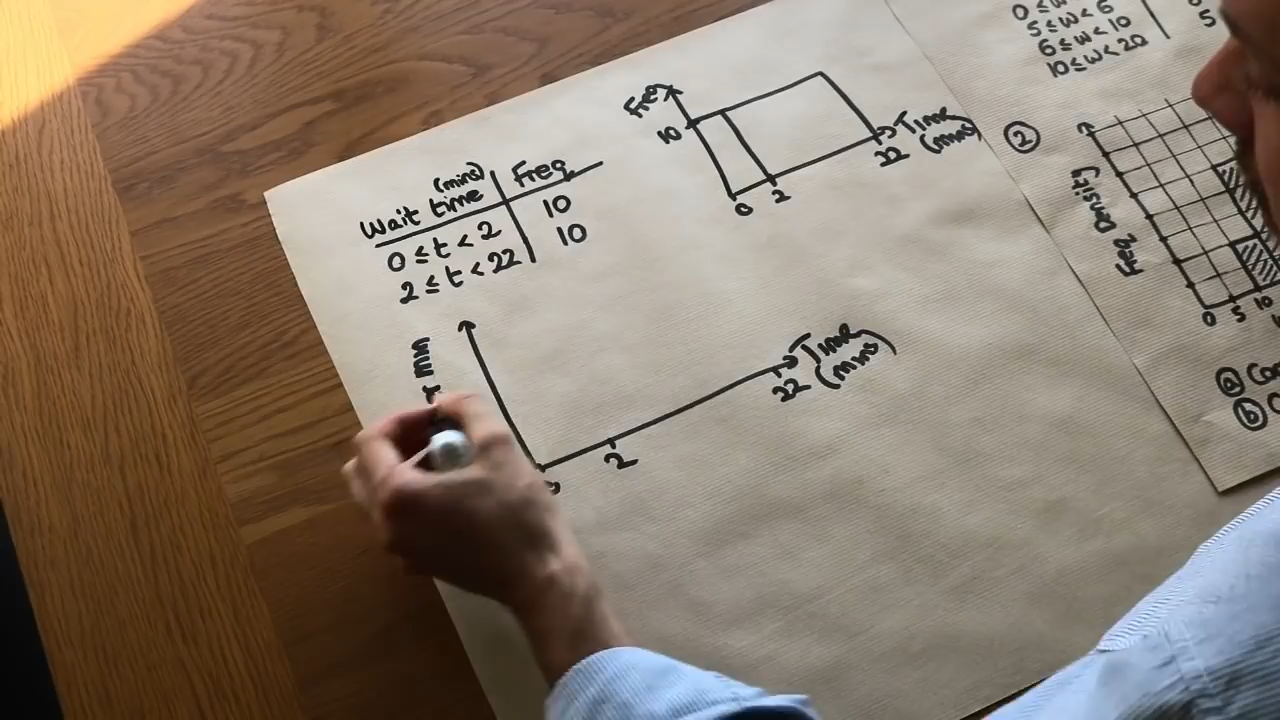 (mins)
Wait time Freq.
0 ≤ t < 2 10
2 ≤ t < 22 10
Freq
10
0 2 22
Time
(mins)
min
2 22
Time
(mins)
0 ≤ w
5 ≤ w < 6
6 ≤ w < 10
10 ≤ w < 20
5
②
Freq Density
0 5 10
ⓐ
ⓑ